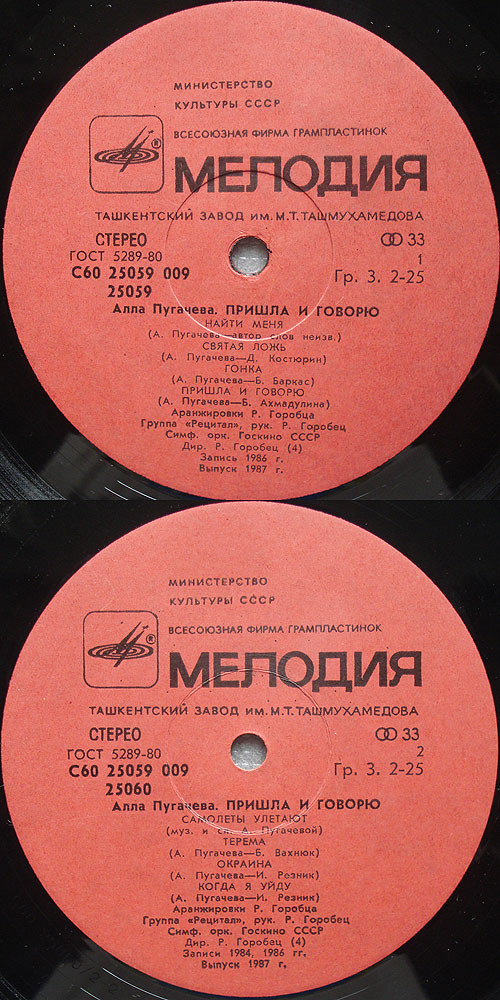 МИНИСТЕРСТВО
КУЛЬТУРЫ СССР
ВСЕСОЮЗНАЯ ФИРМА ГРАМПЛАСТИНОК
®
МЕЛОДИЯ
ТАШКЕНТСКИЙ ЗАВОД ИМ. М.Т. ТАШМУХАМЕДОВА
СТЕРЕО 33
ГОСТ 5289-80 1
С60 25059 009 Гр. 3. 2-25
25059
Алла Пугачева. ПРИШЛА И ГОВОРЮ
НАЙТИ МЕНЯ
(А. Пугачева—автор слов неизв.)
СВЯТАЯ ЛОЖЬ
(А. Пугачева—Д. Костюрин)
ГОНКА
(А. Пугачева—Б. Баркас)
ПРИШЛА И ГОВОРЮ
(А. Пугачева—Б. Ахмадулина)
Аранжировки Р. Горобца
Группа «Рецитал», рук. Р. Горобец
Симф. орк. Госкино СССР
Дир. Р. Горобец (4)
Запись 1986 г.
Выпуск 1987 г.
МИНИСТЕРСТВО
КУЛЬТУРЫ СССР
ВСЕСОЮЗНАЯ ФИРМА ГРАМПЛАСТИНОК
®
МЕЛОДИЯ
ТАШКЕНТСКИЙ ЗАВОД ИМ. М.Т. ТАШМУХАМЕДОВА
СТЕРЕО 33
ГОСТ 5289-80 2
С60 25059 009 Гр. 3. 2-25
25060
Алла Пугачева. ПРИШЛА И ГОВОРЮ
САМОЛЕТЫ УЛЕТАЮТ
(муз. и сл. А. Пугачевой)
ТЕРЕМА
(А. Пугачева—Б. Вахнюк)
ОКРАИНА
(А. Пугачева—И. Резник)
КОГДА Я УЙДУ
(А. Пугачева—И. Резник)
Аранжировки Р. Горобца
Группа «Рецитал», рук. Р. Горобец
Симф. орк. Госкино СССР
Дир. Р. Горобец (4)
Записи 1984, 1986 гг.
Выпуск 1987 г.